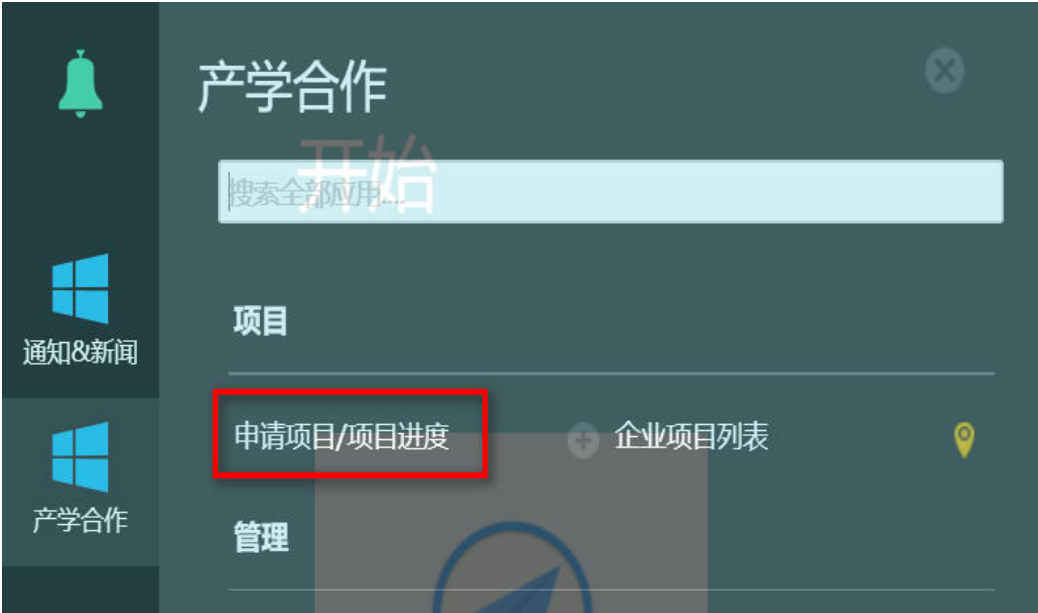 产学合作
开始
搜索全部应用...
项目
通知&新闻
申请项目/项目进度
企业项目列表
产学合作
管理